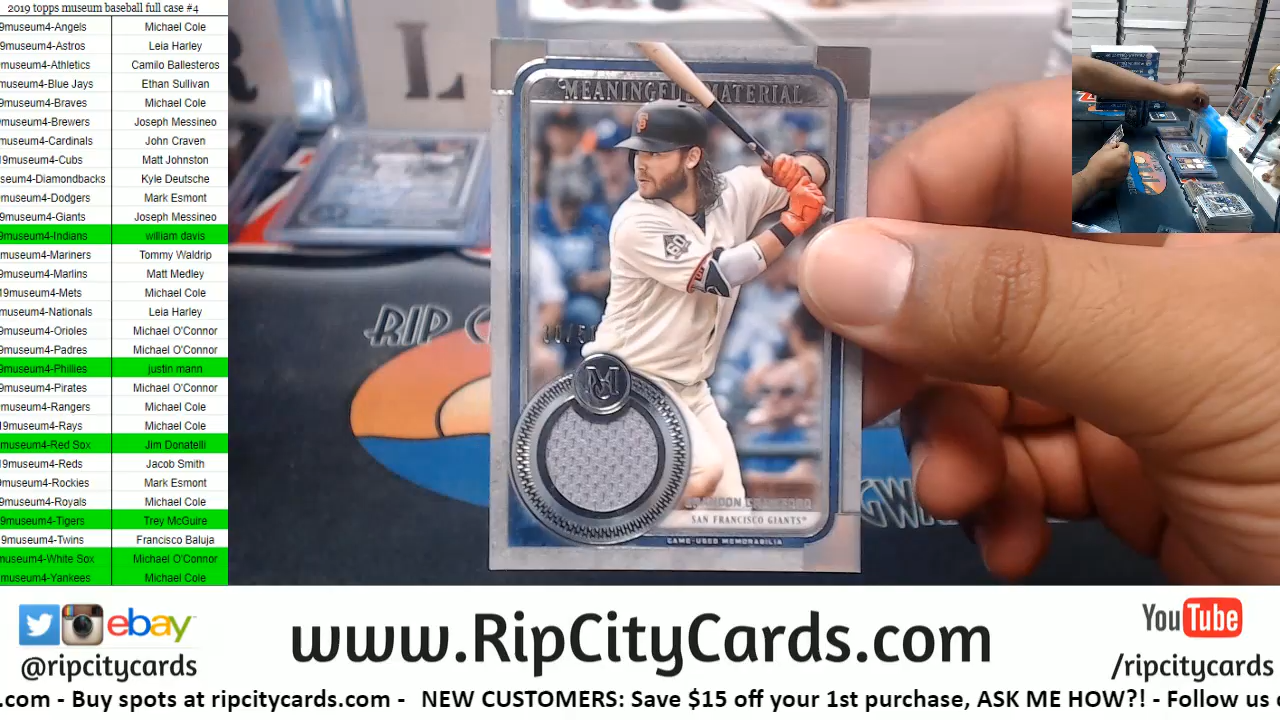 2019 topps museum baseball full case #4
9museum4-Angels Michael Cole
9museum4-Astros Leia Harley
9museum4-Athletics Camilo Ballesteros
museum4-Blue Jays Ethan Sullivan
9museum4-Braves Michael Cole
9museum4-Brewers Joseph Messineo
museum4-Cardinals John Craven
19museum4-Cubs Matt Johnston
seum4-Diamondbacks Kyle Deutsche
museum4-Dodgers Mark Esmont
9museum4-Giants Joseph Messineo
9museum4-Indians william davis
museum4-Mariners Tommy Waldrip
museum4-Marlins Matt Medley
19museum4-Mets Michael Cole
museum4-Nationals Leia Harley
museum4-Orioles Michael O'Connor
9museum4-Padres Michael O'Connor
museum4-Phillies justin mann
9museum4-Pirates Michael O'Connor
museum4-Rangers Michael Cole
19museum4-Rays Michael Cole
museum4-Red Sox Jim Donatelli
19museum4-Reds Jacob Smith
museum4-Rockies Mark Esmont
9museum4-Royals Michael Cole
9museum4-Tigers Trey McGuire
9museum4-Twins Francisco Baluja
museum4-White Sox Michael O'Connor
museum4-Yankees Michael Cole
MEANINGFUL MATERIAL
60
RIP
BRANDON CRAWFORD
SAN FRANCISCO GIANTS
GAME-USED MEMORABILIA
ebay
@ripcitycards
www.RipCityCards.com
YouTube
/ripcitycards
.com - Buy spots at ripcitycards.com - NEW CUSTOMERS: Save $15 off your 1st purchase, ASK ME HOW?! - Follow us